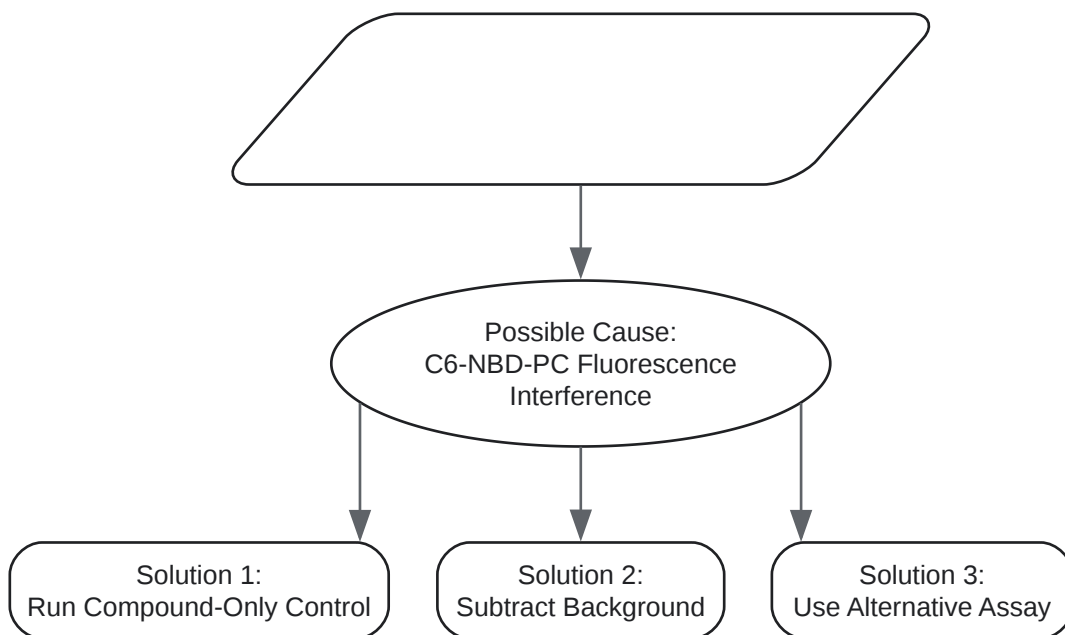 Possible Cause:
C6-NBD-PC Fluorescence
Interference
Solution 1:
Run Compound-Only Control
Solution 2:
Subtract Background
Solution 3:
Use Alternative Assay